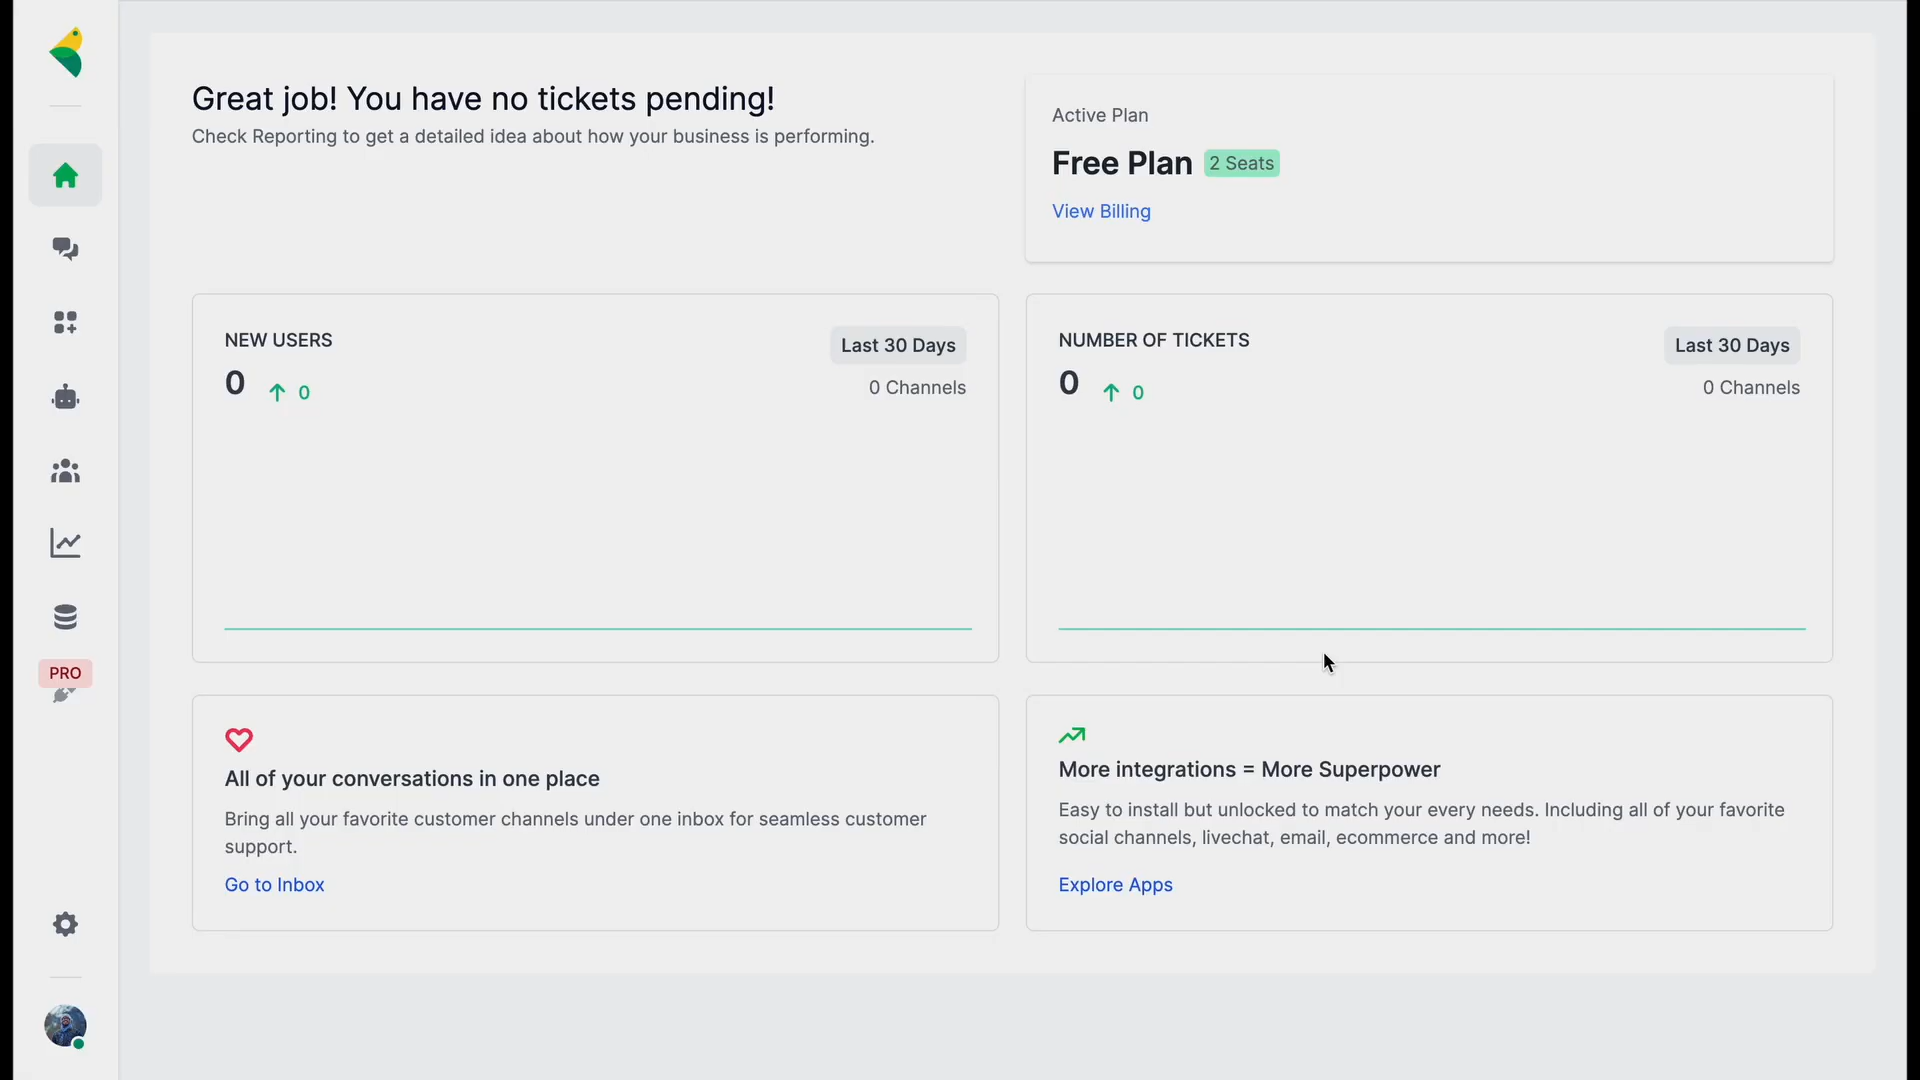 Great job! You have no tickets pending!
Check Reporting to get a detailed idea about how your business is performing.
Active Plan
Free Plan 2 Seats
View Billing
NEW USERS
Last 30 Days
0 0
0 Channels
NUMBER OF TICKETS
Last 30 Days
0 0
0 Channels
PRO
All of your conversations in one place
Bring all your favorite customer channels under one inbox for seamless customer
support.
Go to Inbox
More integrations = More Superpower
Easy to install but unlocked to match your every needs. Including all of your favorite
social channels, livechat, email, ecommerce and more!
Explore Apps